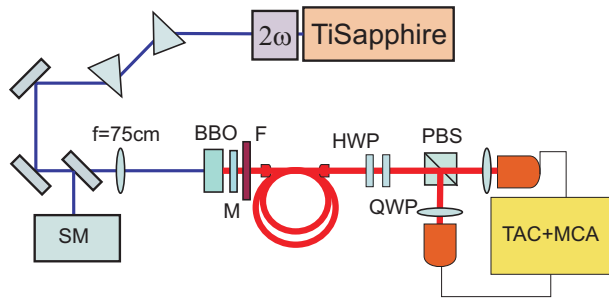 2ω
TiSapphire
f=75cm
BBO
F
HWP
PBS
M
QWP
SM
TAC+MCA